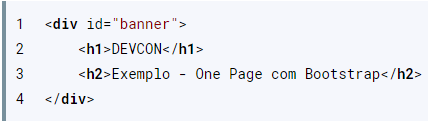 1 <div id="banner">
2     <h1>DEVCON</h1>
3     <h2>Exemplo - One Page com Bootstrap</h2>
4 </div>